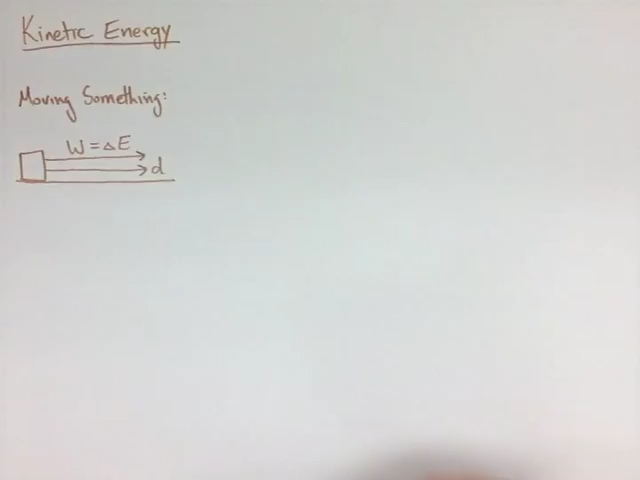 Kinetic Energy
Moving Something:
W = ΔE
d